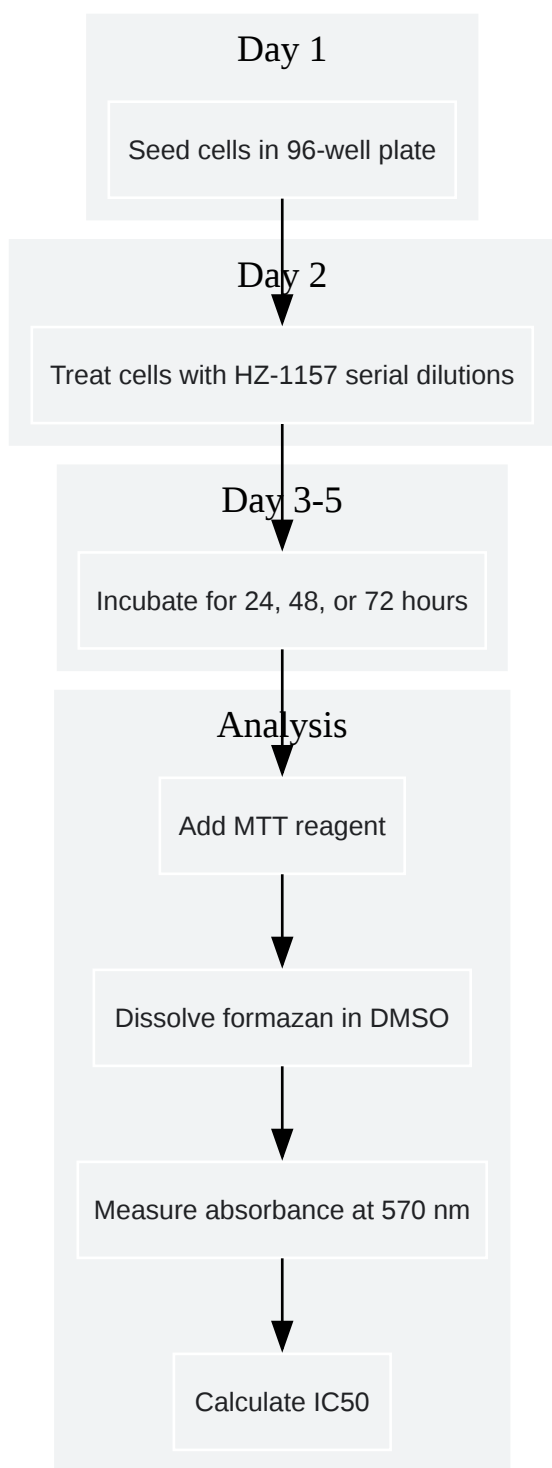 Day 1
Seed cells in 96-well plate
Day 2
Treat cells with HZ-1157 serial dilutions
Day 3-5
Incubate for 24, 48, or 72 hours
Analysis
Add MTT reagent
Dissolve formazan in DMSO
Measure absorbance at 570 nm
Calculate IC50